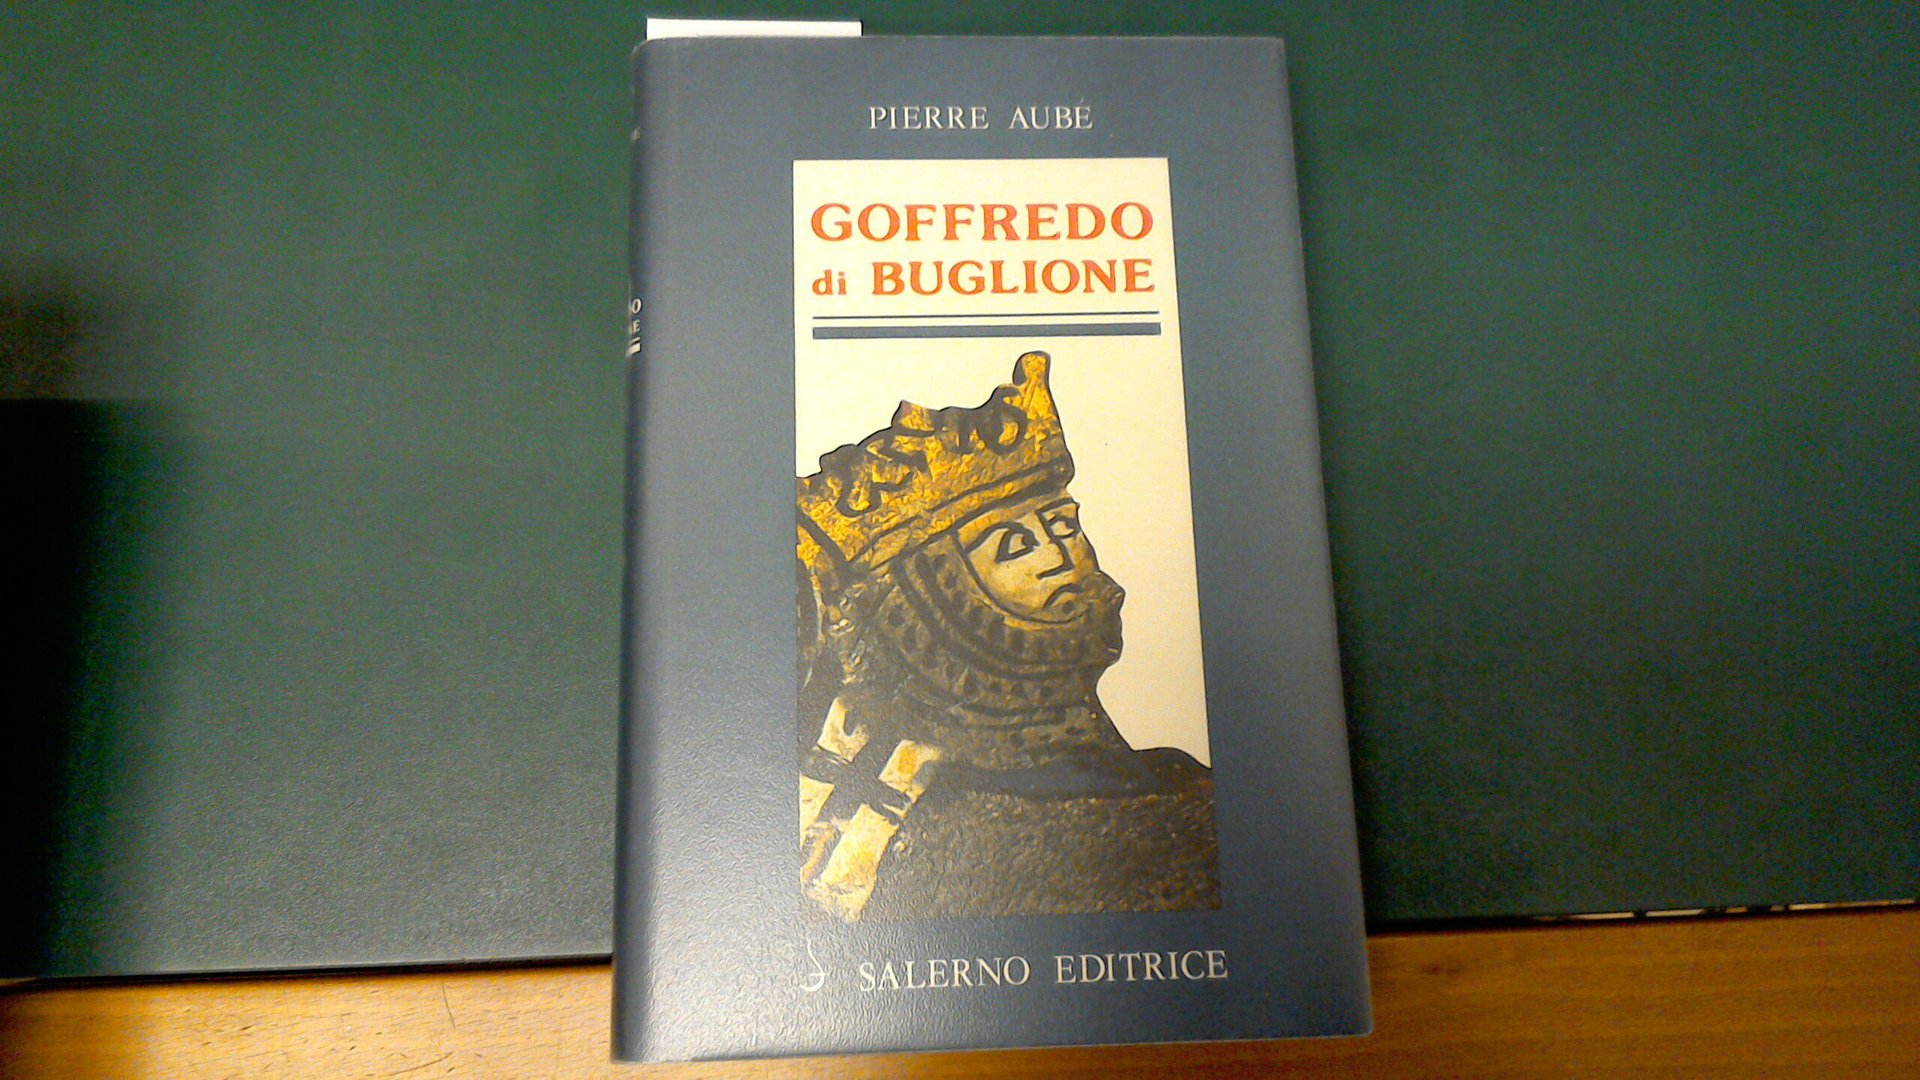 PIERRE AUBÉ
GOFFREDO
di BUGLIONE
SALERNO EDITRICE